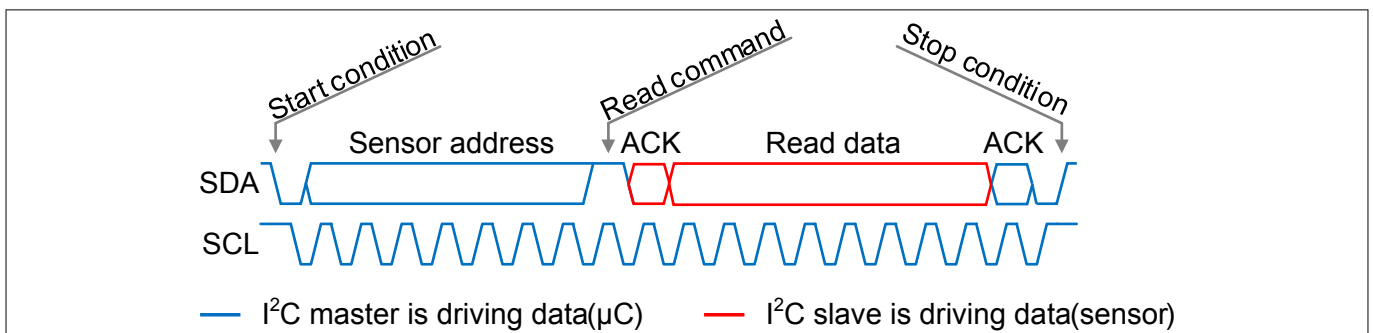 Start condition
Read command
Stop condition
Sensor address ACK Read data ACK
SDA
SCL
I²C master is driving data(µC) I²C slave is driving data(sensor)